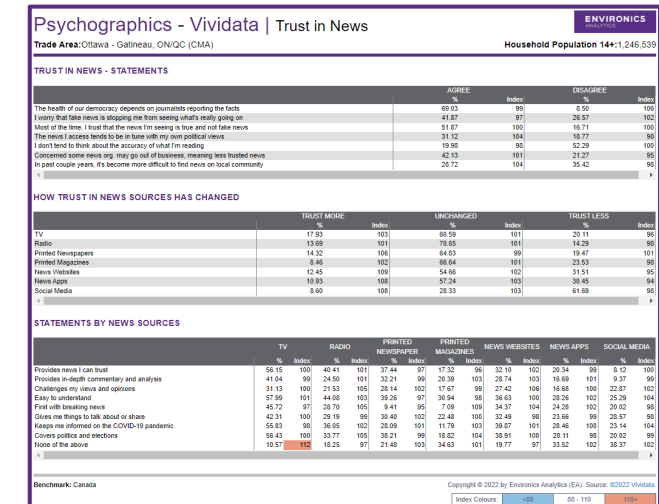 Psychographics - Vividata | Trust in News
ENVIRONICS
ANALYTICS
Trade Area:Ottawa - Gatineau, ON/QC (CMA) Household Population 14+:1,246,539
TRUST IN NEWS - STATEMENTS
AGREE DISAGREE
% Index % Index
The health of our democracy depends on journalists reporting the facts 69.03 99 8.50 106
I worry that fake news is stopping me from seeing what's really going on 41.87 97 26.57 102
Most of the time, I trust that the news I'm seeing is true and not fake news 51.87 100 16.71 100
The news I access tends to be in tune with my own political views 31.12 104 18.77 98
I don't tend to think about the accuracy of what I'm reading 19.98 98 52.29 100
Concerned some news org. may go out of business, meaning less trusted news 42.13 101 21.27 95
In past couple years, it's become more difficult to find news on local community 28.72 104 35.42 98
HOW TRUST IN NEWS SOURCES HAS CHANGED
TRUST MORE UNCHANGED TRUST LESS
% Index % Index % Index
TV 17.93 103 60.59 101 20.11 96
Radio 13.69 101 70.65 101 14.29 98
Printed Newspapers 14.32 106 64.83 99 19.47 101
Printed Magazines 8.46 102 66.64 101 23.53 98
News Websites 12.45 109 54.66 102 31.51 95
News Apps 10.93 108 57.24 103 30.45 94
Social Media 8.60 108 28.33 103 61.69 98
STATEMENTS BY NEWS SOURCES
TV RADIO PRINTED NEWSPAPER PRINTED MAGAZINES NEWS WEBSITES NEWS APPS SOCIAL MEDIA
% Index % Index % Index % Index % Index % Index % Index
Provides news I can trust 56.15 100 40.41 101 37.44 97 17.32 96 32.10 102 20.34 99 8.12 100
Provides in-depth commentary and analysis 41.04 99 24.50 101 32.21 99 20.39 103 28.74 103 16.69 101 9.37 99
Challenges my views and opinions 31.13 100 21.53 105 28.14 102 17.67 99 27.42 106 16.68 100 22.87 102
Easy to understand 57.99 101 44.08 103 39.26 97 30.94 98 36.63 100 28.26 102 25.29 104
First with breaking news 45.72 97 28.70 105 9.41 95 7.09 109 34.37 104 24.28 102 20.02 98
Gives me things to talk about or share 42.31 100 29.19 99 30.40 102 22.48 100 32.49 98 23.66 99 28.57 98
Keeps me informed on the COVID-19 pandemic 55.83 98 36.05 102 28.09 101 11.79 103 39.87 101 28.46 108 23.14 104
Covers politics and elections 56.43 100 33.77 105 38.21 99 18.82 104 38.91 100 28.11 98 20.02 99
None of the above 10.57 112 18.25 97 21.48 103 34.63 101 19.77 97 33.52 102 38.37 102
Benchmark: Canada Copyright © 2022 by Environics Analytics (EA). Source: ©2022 Vividata.
Index Colours: <80 80 - 110 110+